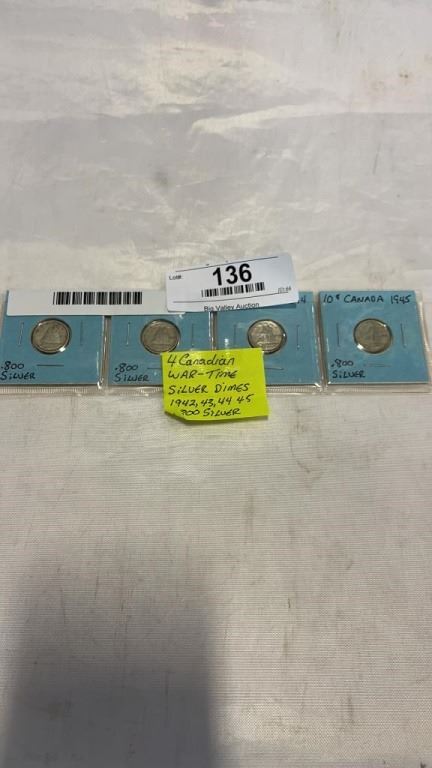 Lot#:
136
Big Valley Auction
4
10¢ CANADA 1945
.800
SILVER
.800
SILVER
.800
SILVER
4 Canadian
WAR-TIME
SILVER DIMES
1942, 43, 44 45
.800 SILVER